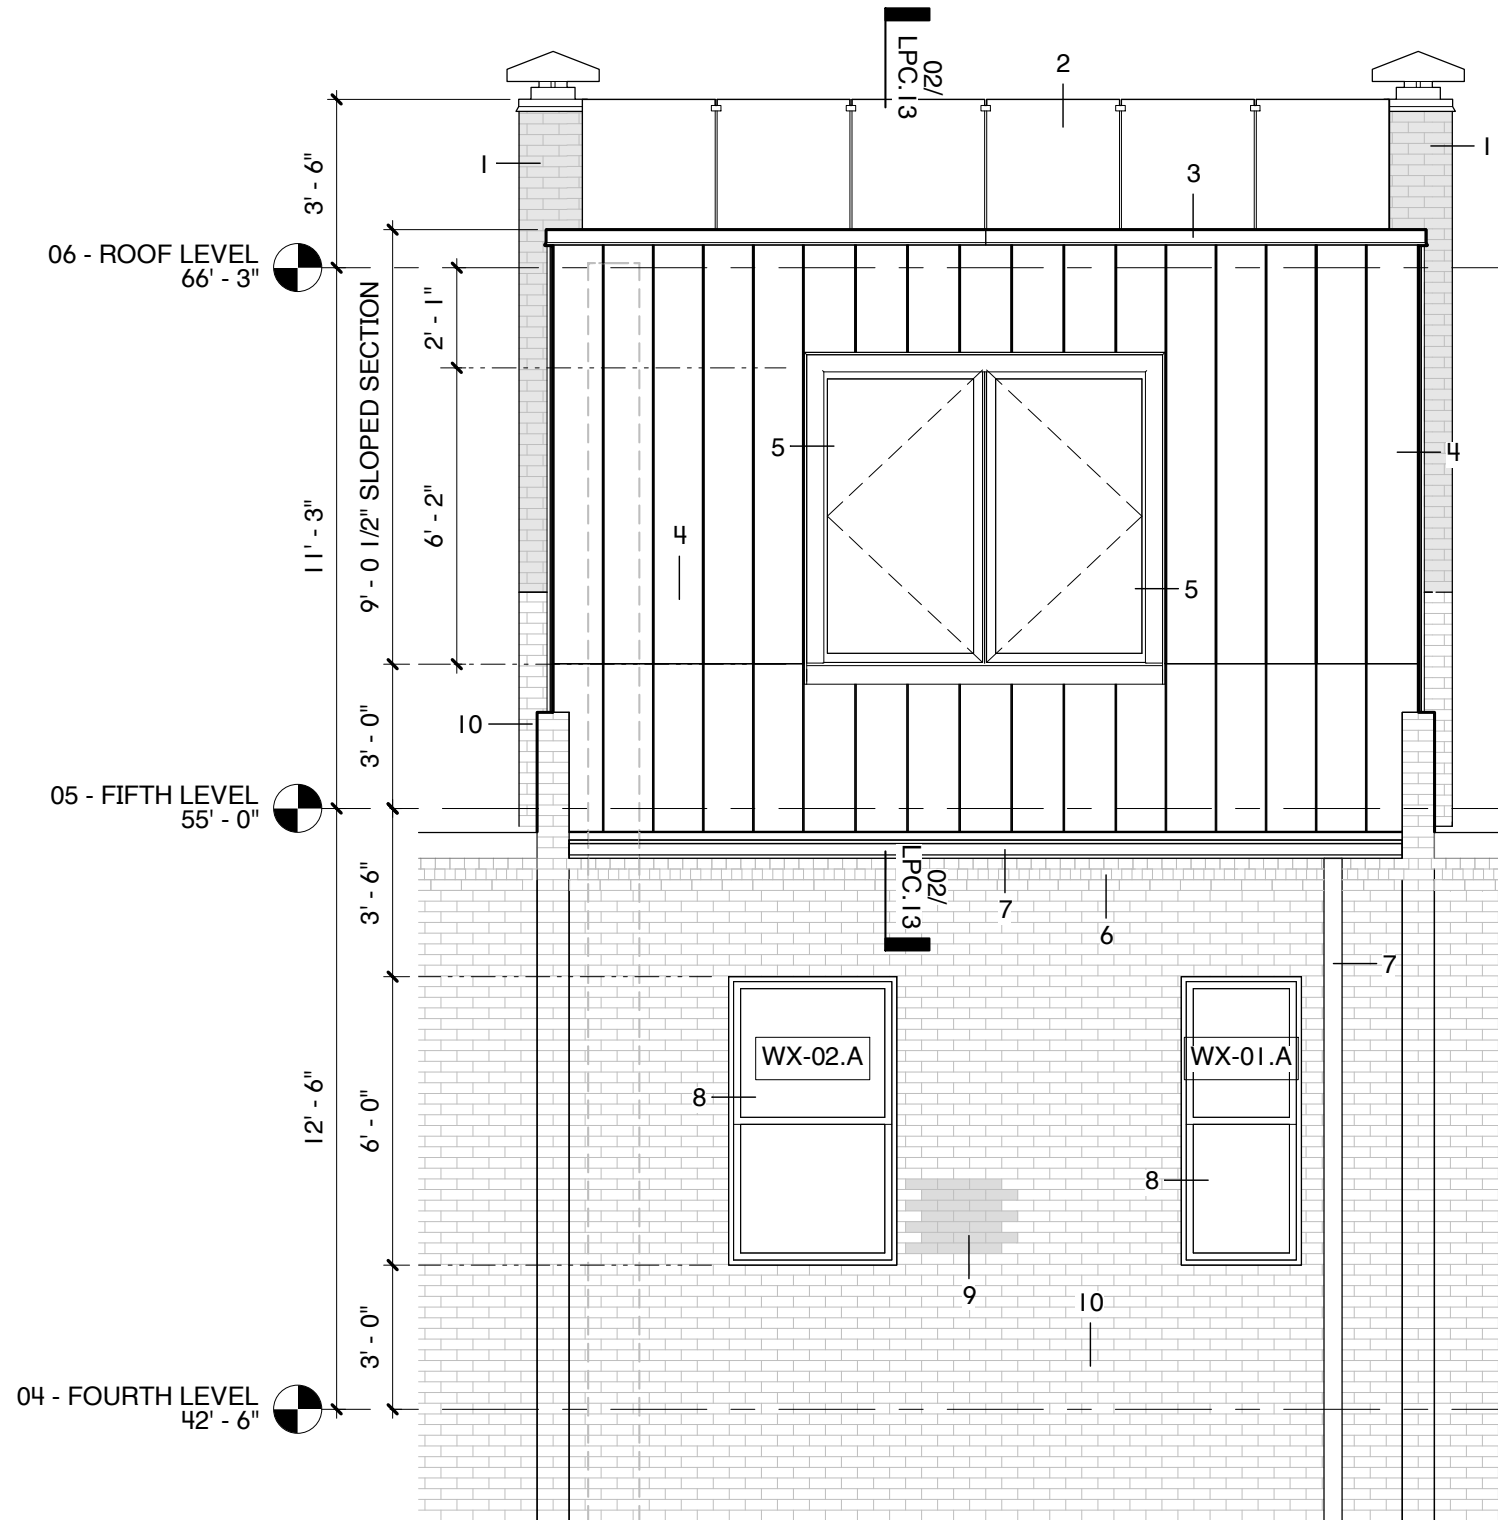 02/
LPC.13
2
1
1
3
3' - 6"
06 - ROOF LEVEL
66' - 3"
2' - 1"
9' - 0 1/2" SLOPED SECTION
5
4
6' - 2"
11' - 3"
4
5
10
3' - 0"
05 - FIFTH LEVEL
55' - 0"
02/
LPC.13
3' - 6"
7
6
7
WX-02.A
WX-01.A
8
12' - 6"
6' - 0"
8
9
10
3' - 0"
04 - FOURTH LEVEL
42' - 6"